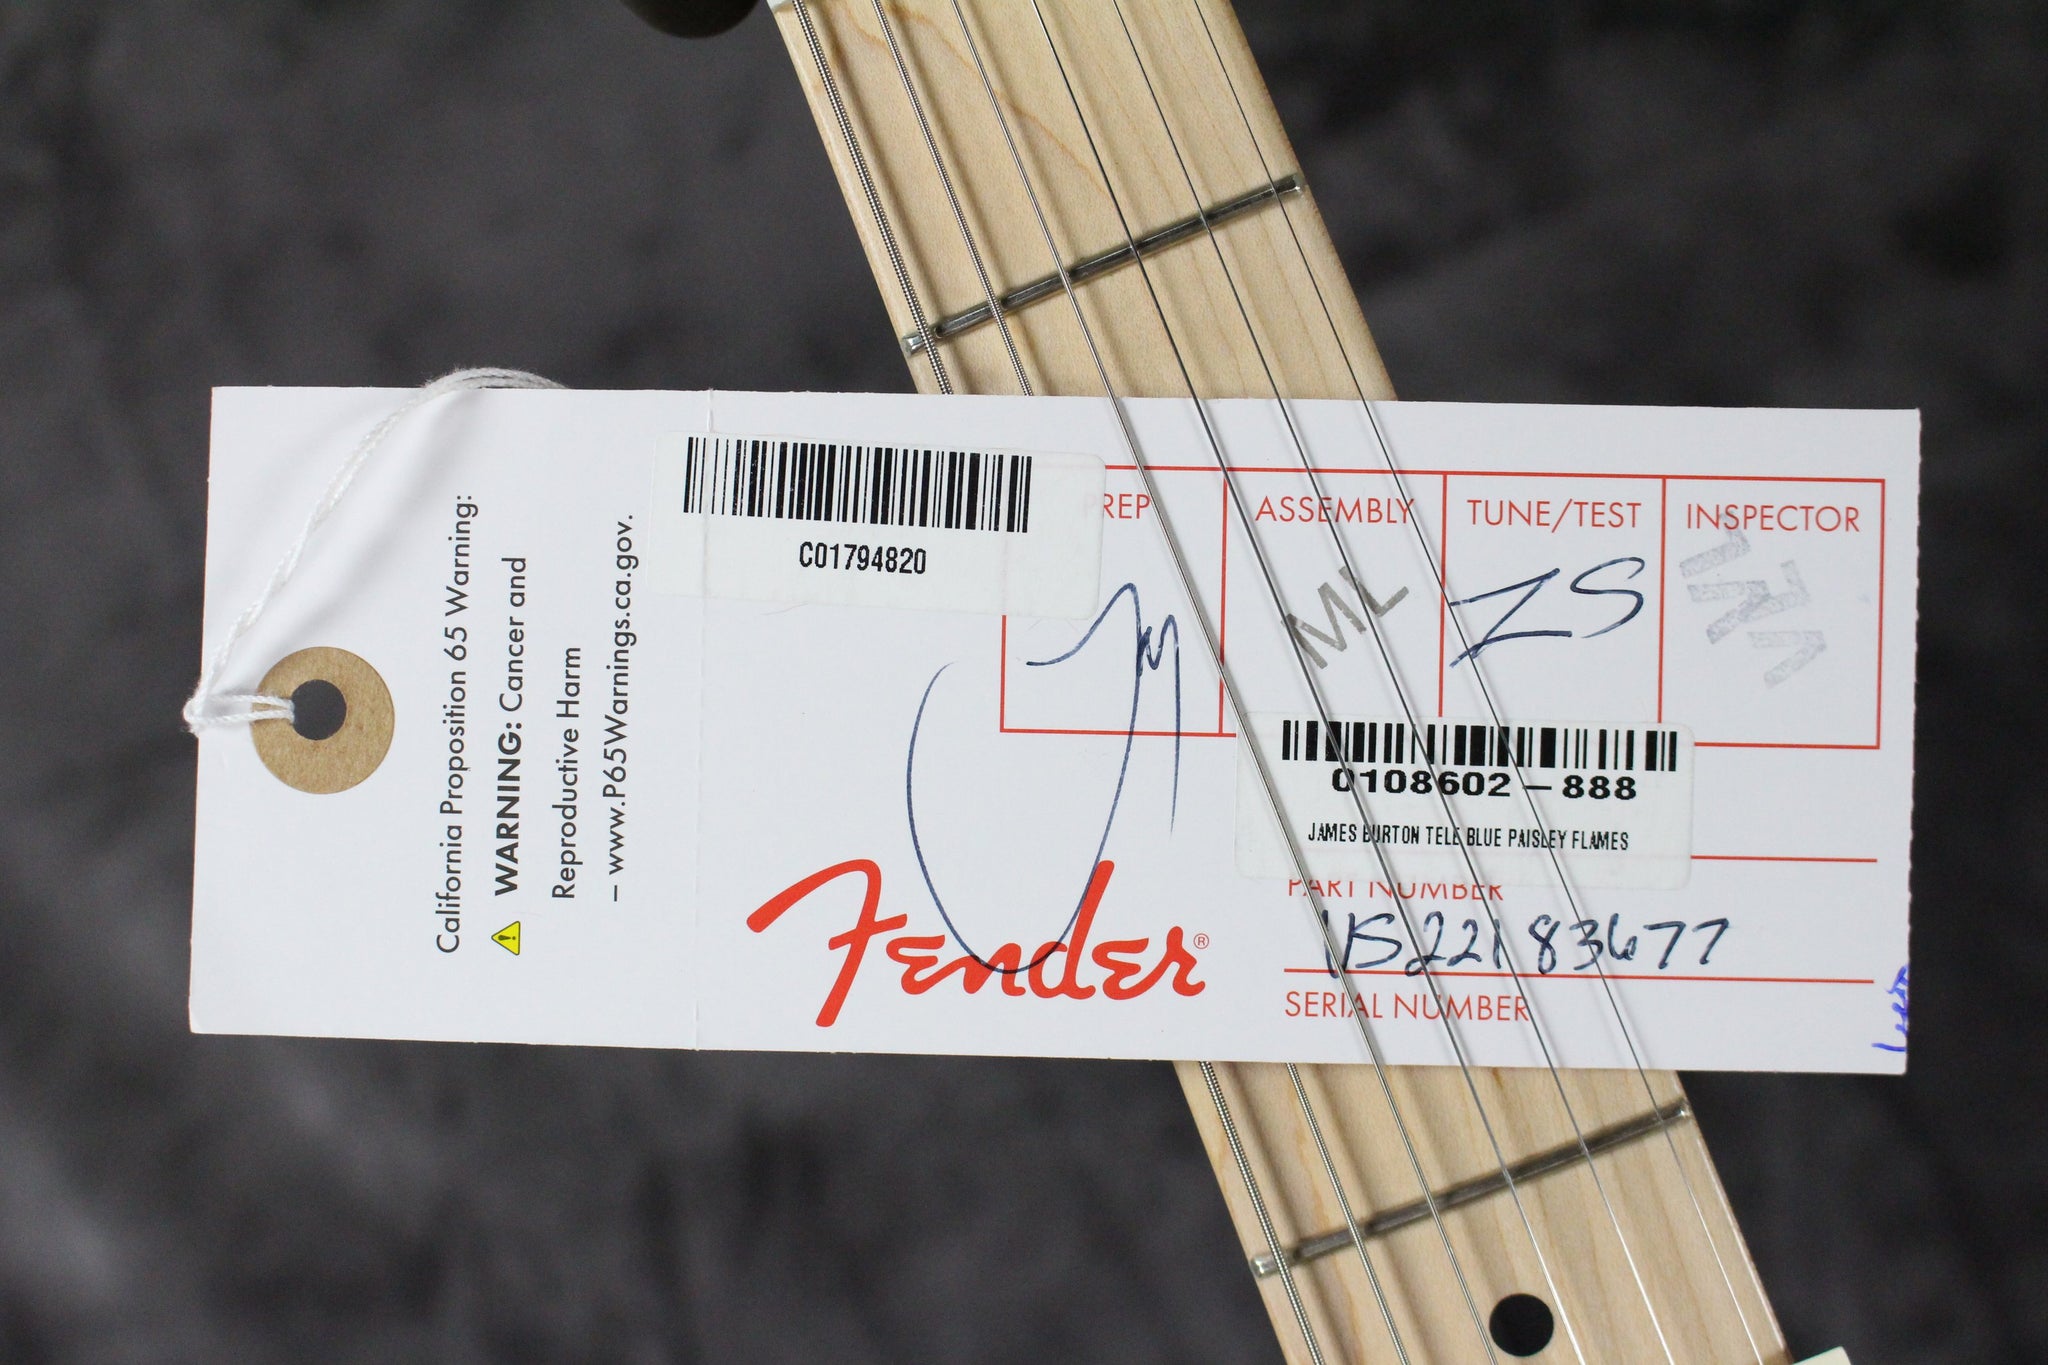 California Proposition 65 Warning:
WARNING: Cancer and
Reproductive Harm
– www.P65Warnings.ca.gov.
C01794820
PREP
ASSEMBLY
TUNE/TEST
INSPECTOR
ML
ZS
0108602-888
JAMES BURTON TELE BLUE PAISLEY FLAMES
PART NUMBER
US22183677
SERIAL NUMBER
Fender®